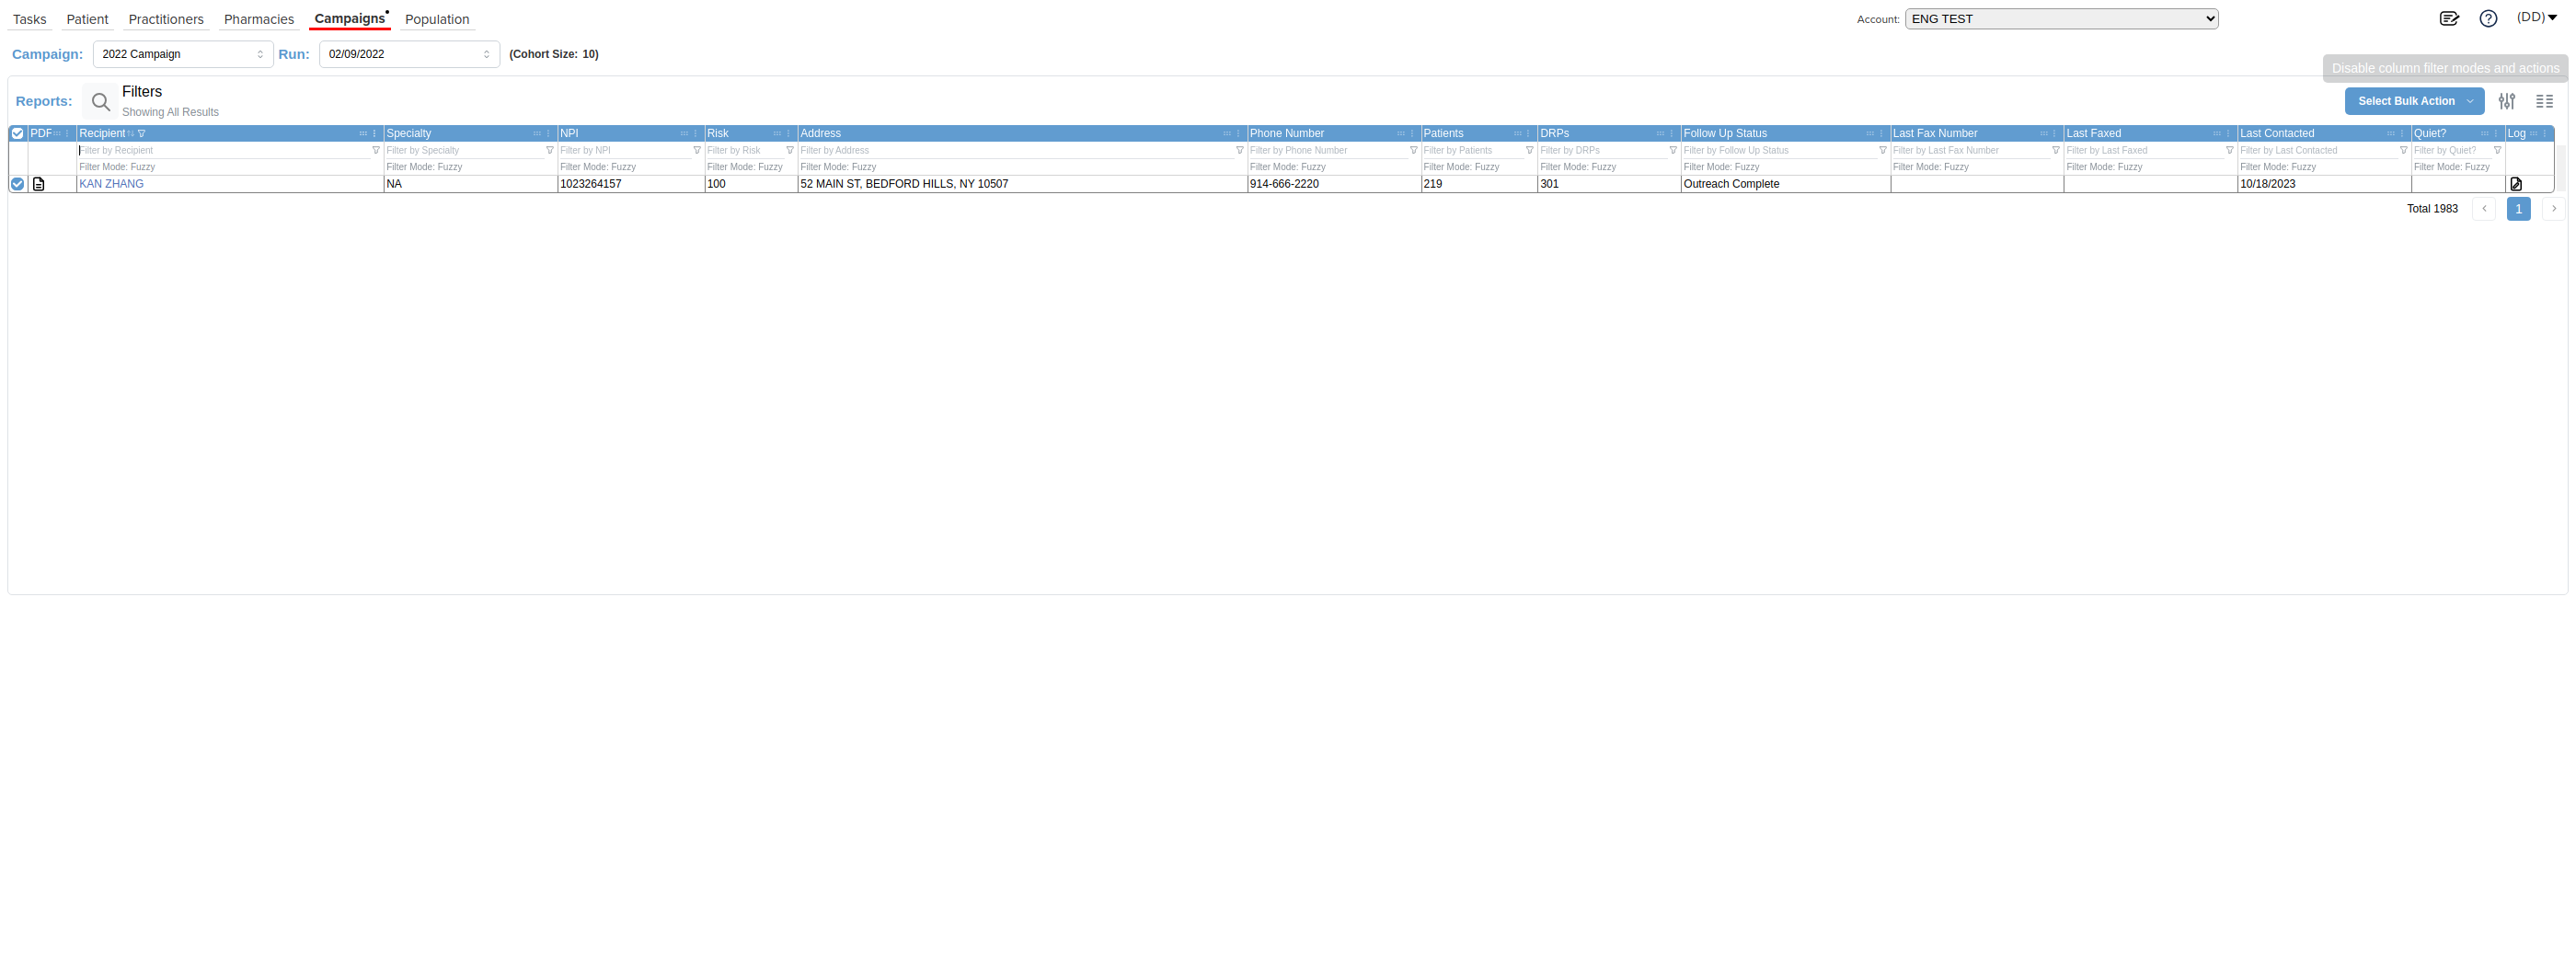 Tasks Patient Practitioners Pharmacies Campaigns Population Account: ENG TEST (DD)
Campaign: 2022 Campaign Run: 02/09/2022 (Cohort Size: 10)
Disable column filter modes and actions
Reports: Filters
Showing All Results
Select Bulk Action
PDF Recipient Specialty NPI Risk Address Phone Number Patients DRPs Follow Up Status Last Fax Number Last Faxed Last Contacted Quiet? Log
Filter by Recipient Filter by Specialty Filter by NPI Filter by Risk Filter by Address Filter by Phone Number Filter by Patients Filter by DRPs Filter by Follow Up Status Filter by Last Fax Number Filter by Last Faxed Filter by Last Contacted Filter by Quiet?
Filter Mode: Fuzzy Filter Mode: Fuzzy Filter Mode: Fuzzy Filter Mode: Fuzzy Filter Mode: Fuzzy Filter Mode: Fuzzy Filter Mode: Fuzzy Filter Mode: Fuzzy Filter Mode: Fuzzy Filter Mode: Fuzzy Filter Mode: Fuzzy Filter Mode: Fuzzy Filter Mode: Fuzzy
KAN ZHANG NA 1023264157 100 52 MAIN ST, BEDFORD HILLS, NY 10507 914-666-2220 219 301 Outreach Complete 10/18/2023
Total 1983 1